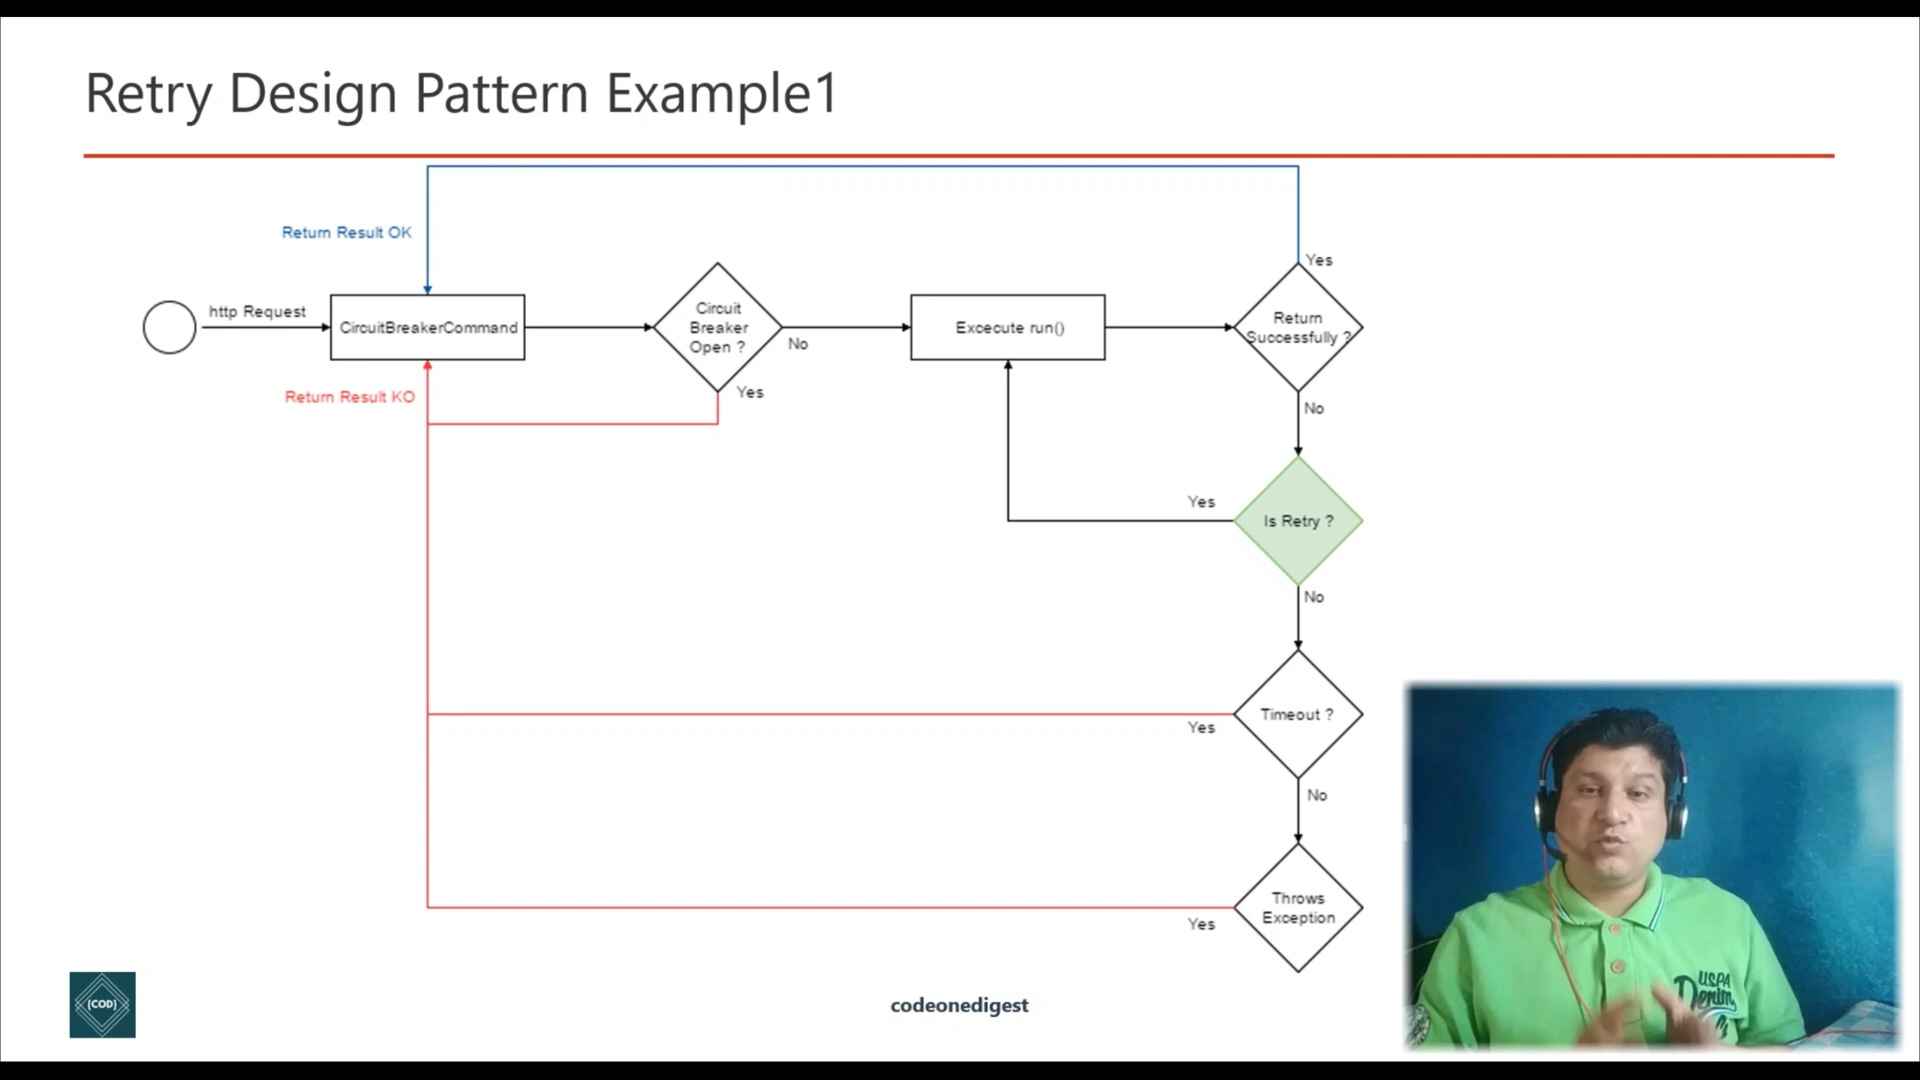 Retry Design Pattern Example1
Return Result OK
Yes
http Request
CircuitBreakerCommand
Circuit
Breaker
Open ?
No
Excecute run()
Return
Successfully ?
Return Result KO
Yes
No
Yes
Is Retry ?
No
Timeout ?
Yes
No
Throws
Exception
Yes
{COD}
codeonedigest
USPA
Denim